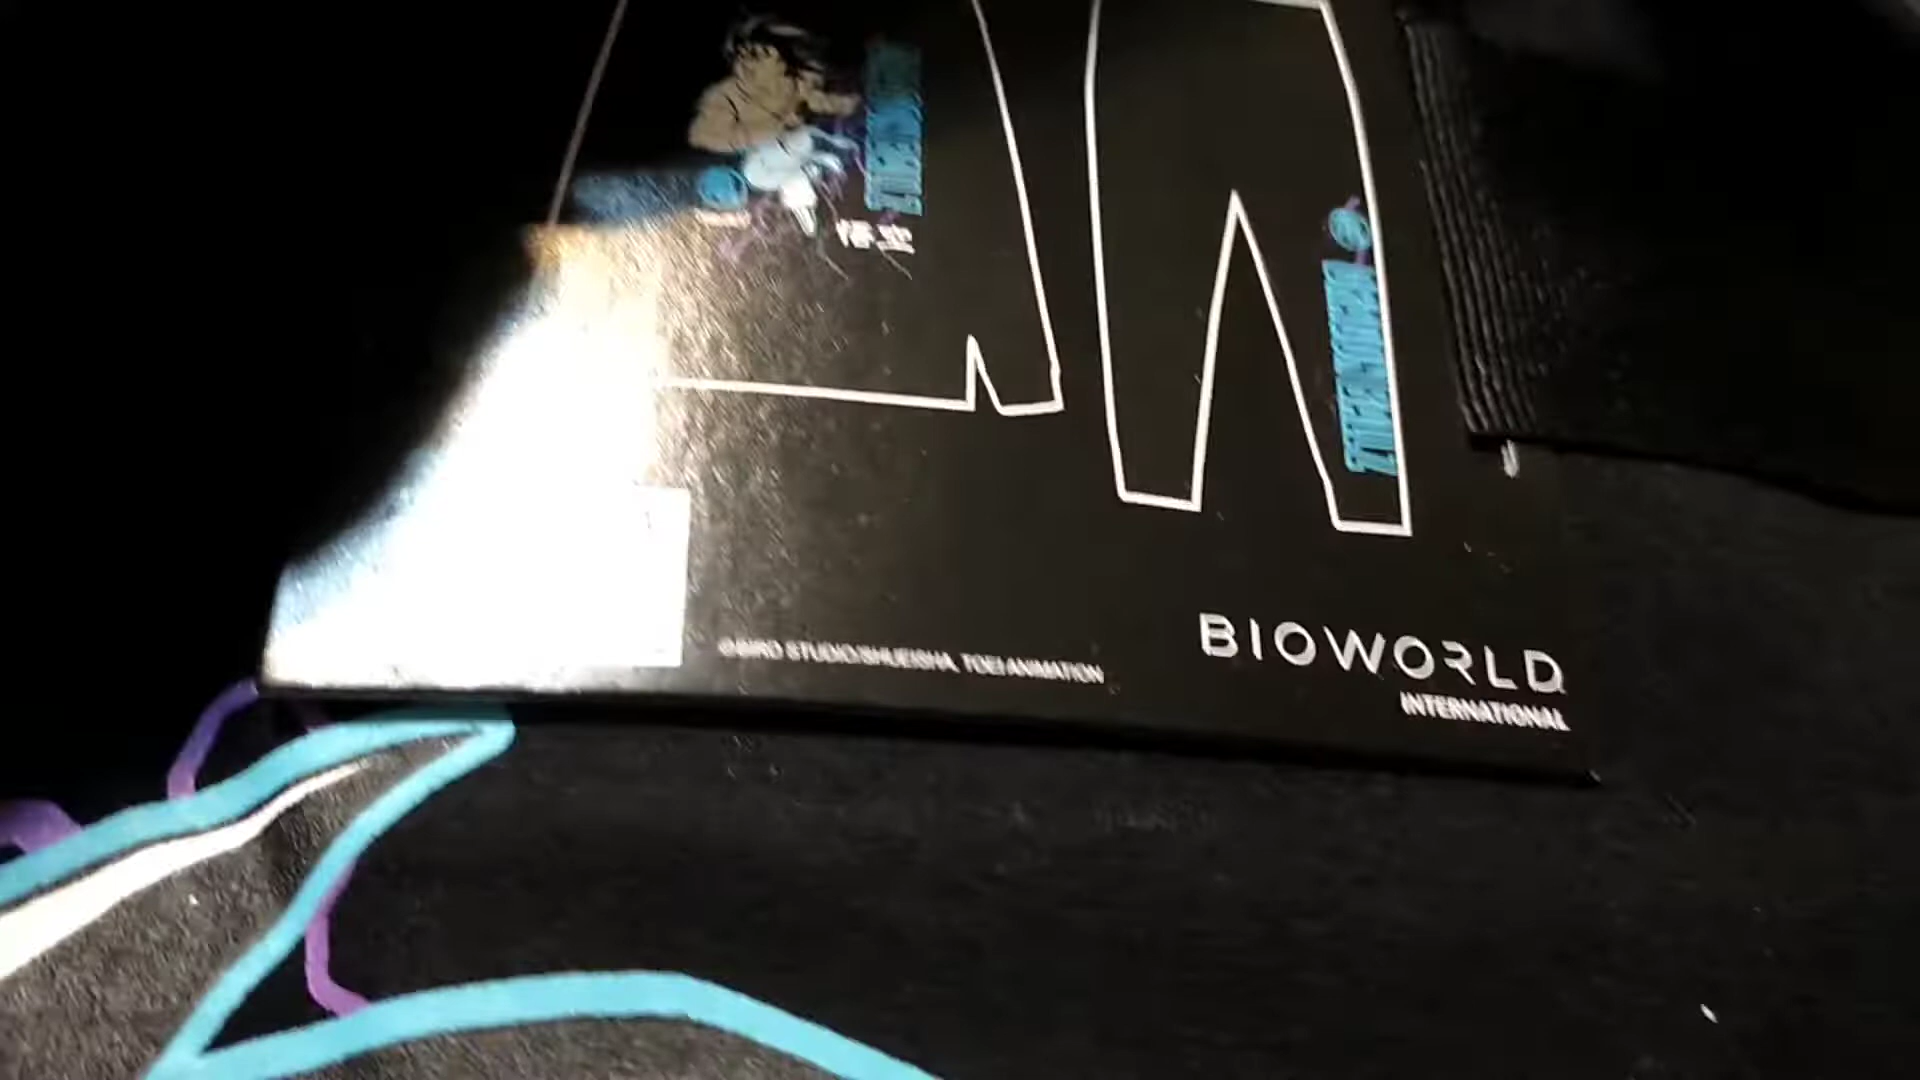 悟空
©BIRD STUDIO/SHUEISHA, TOEI ANIMATION
BIOWORLD
INTERNATIONAL